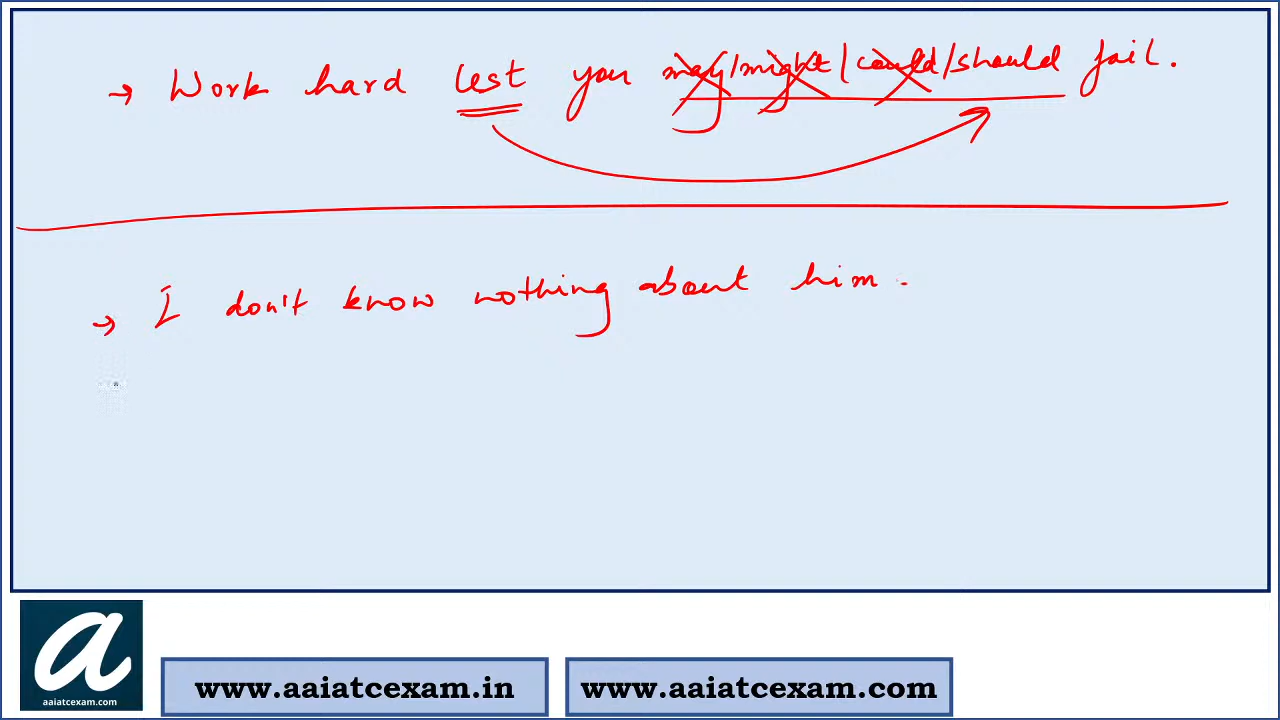 → Work hard lest you may/might/could/should fail.
→ I don't know nothing about him.
a
aaiatcexam.com
www.aaiatcexam.in
www.aaiatcexam.com